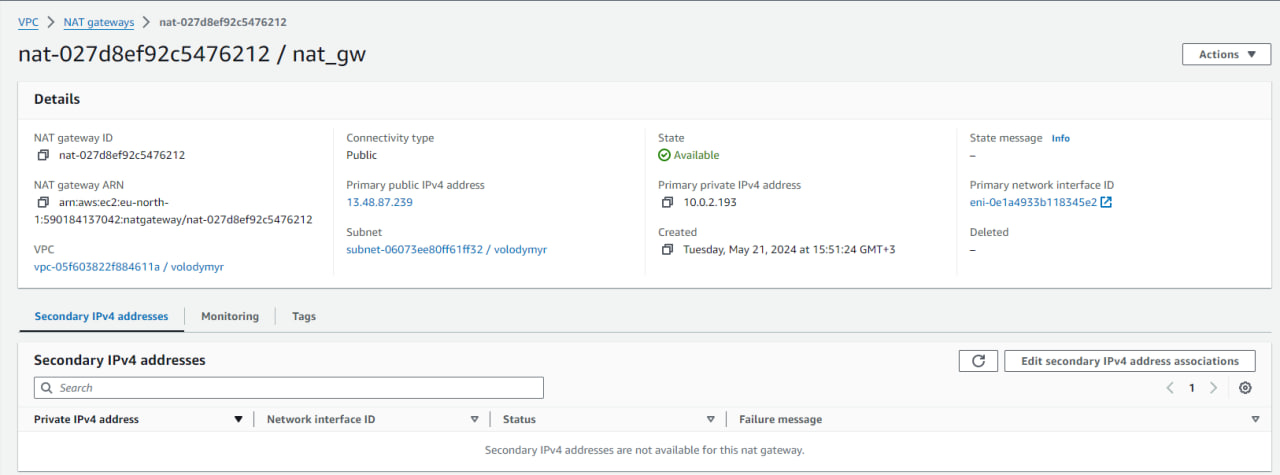 VPC > NAT gateways > nat-027d8ef92c5476212
nat-027d8ef92c5476212 / nat_gw
Actions
Details
NAT gateway ID
nat-027d8ef92c5476212
NAT gateway ARN
arn:aws:ec2:eu-north-
1:590184137042:natgateway/nat-027d8ef92c5476212
VPC
vpc-05f603822f884611a / volodymyr
Connectivity type
Public
Primary public IPv4 address
13.48.87.239
Subnet
subnet-06073ee80ff61ff32 / volodymyr
State
Available
Primary private IPv4 address
10.0.2.193
Created
Tuesday, May 21, 2024 at 15:51:24 GMT+3
State message Info
–
Primary network interface ID
eni-0e1a4933b118345e2
Deleted
–
Secondary IPv4 addresses Monitoring Tags
Secondary IPv4 addresses
Edit secondary IPv4 address associations
Search
1
Private IPv4 address Network interface ID Status Failure message
Secondary IPv4 addresses are not available for this nat gateway.